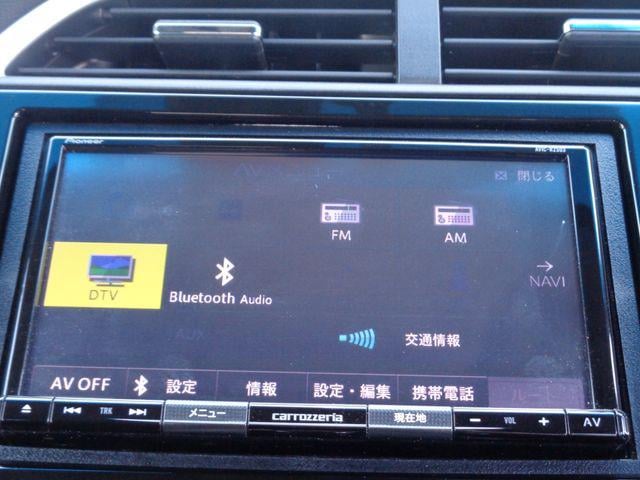 Pioneer
閉じる
FM
AM
DTV
Bluetooth Audio
NAVI
交通情報
AV OFF
設定
情報
設定・編集
携帯電話
TRK
メニュー
carrozzeria
現在地
VOL
AV